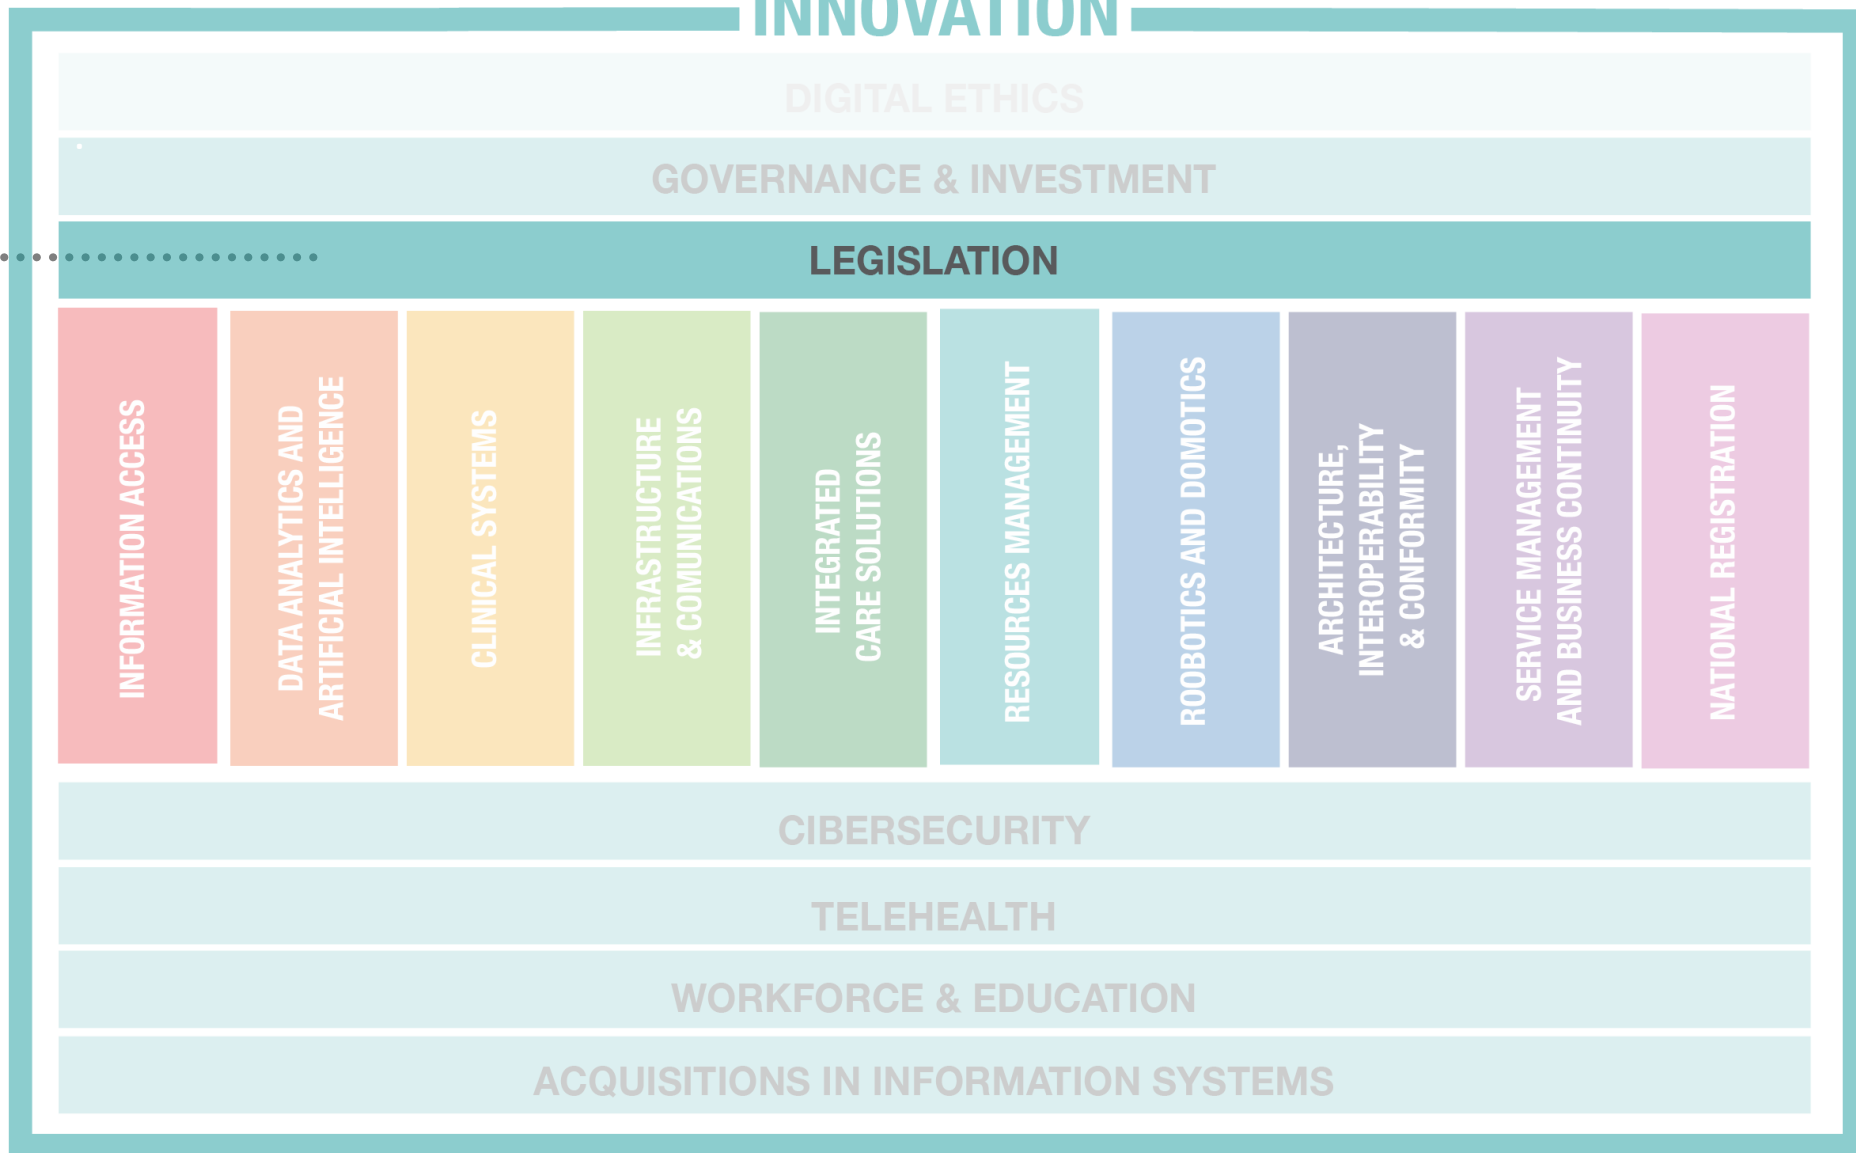 INNOVATION
DIGITAL ETHICS
GOVERNANCE & INVESTMENT
LEGISLATION
INFORMATION ACCESS
DATA ANALYTICS AND
ARTIFICIAL INTELLIGENCE
CLINICAL SYSTEMS
INFRASTRUCTURE
& COMUNICATIONS
INTEGRATED
CARE SOLUTIONS
RESOURCES MANAGEMENT
ROOBOTICS AND DOMOTICS
ARCHITECTURE,
INTEROPERABILITY
& CONFORMITY
SERVICE MANAGEMENT
AND BUSINESS CONTINUITY
NATIONAL REGISTRATION
CIBERSECURITY
TELEHEALTH
WORKFORCE & EDUCATION
ACQUISITIONS IN INFORMATION SYSTEMS